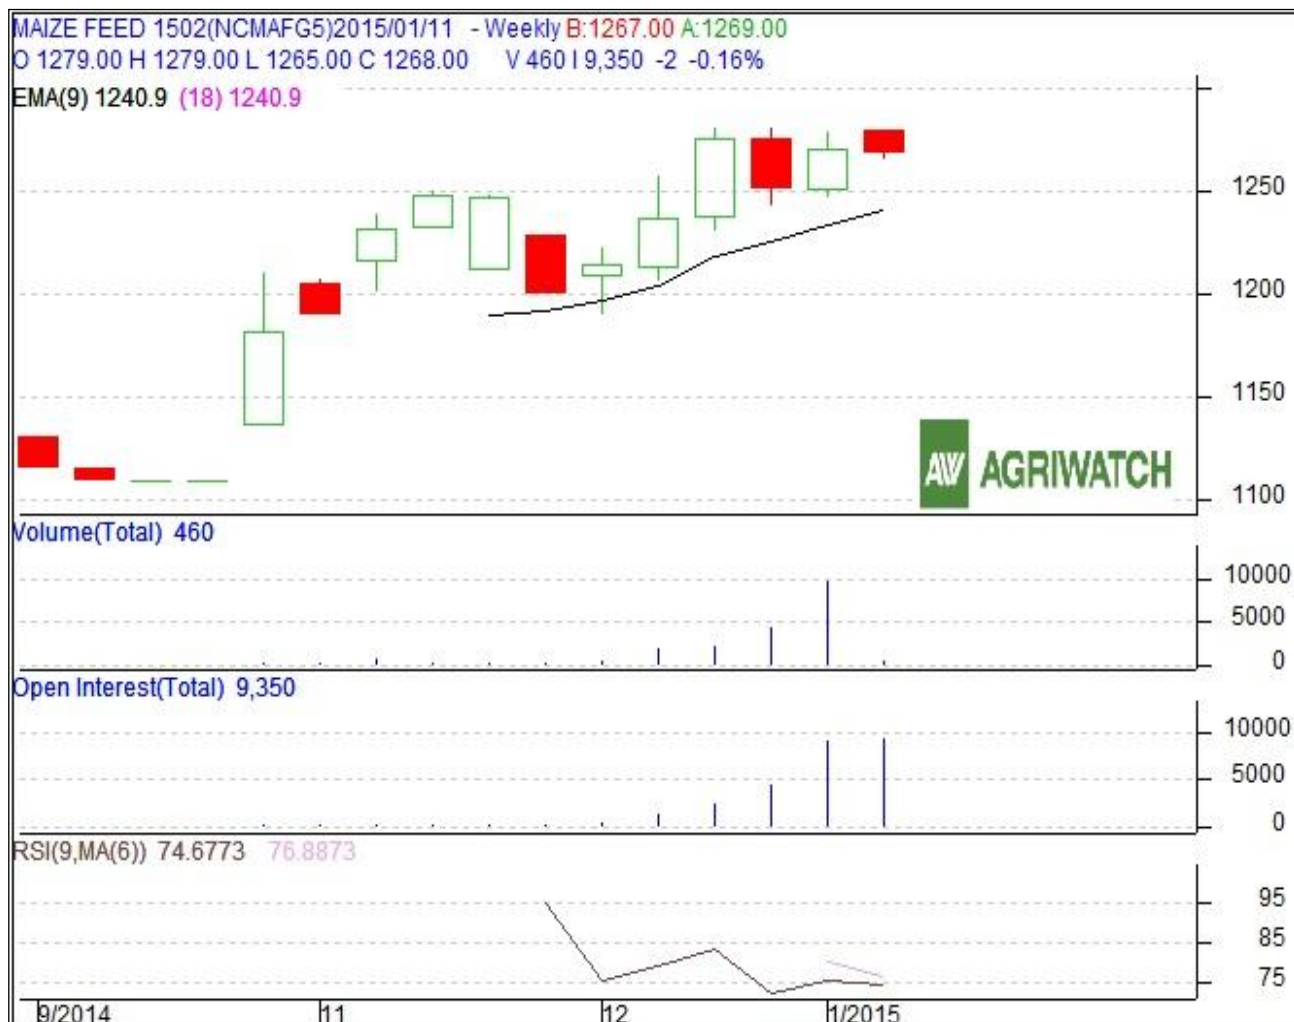 MAIZE FEED 1502(NCMAFG5)2015/01/11 - Weekly B:1267.00 A:1269.00
O 1279.00 H 1279.00 L 1265.00 C 1268.00 V 460 I 9,350 -2 -0.16%
EMA(9) 1240.9 (18) 1240.9
1250
1200
1150
1100
AW AGRIWATCH
Volume(Total) 460
10000
5000
0
Open Interest(Total) 9,350
10000
5000
0
RSI(9,MA(6)) 74.6773 76.8873
95
85
75
9/2014 11 12 1/2015